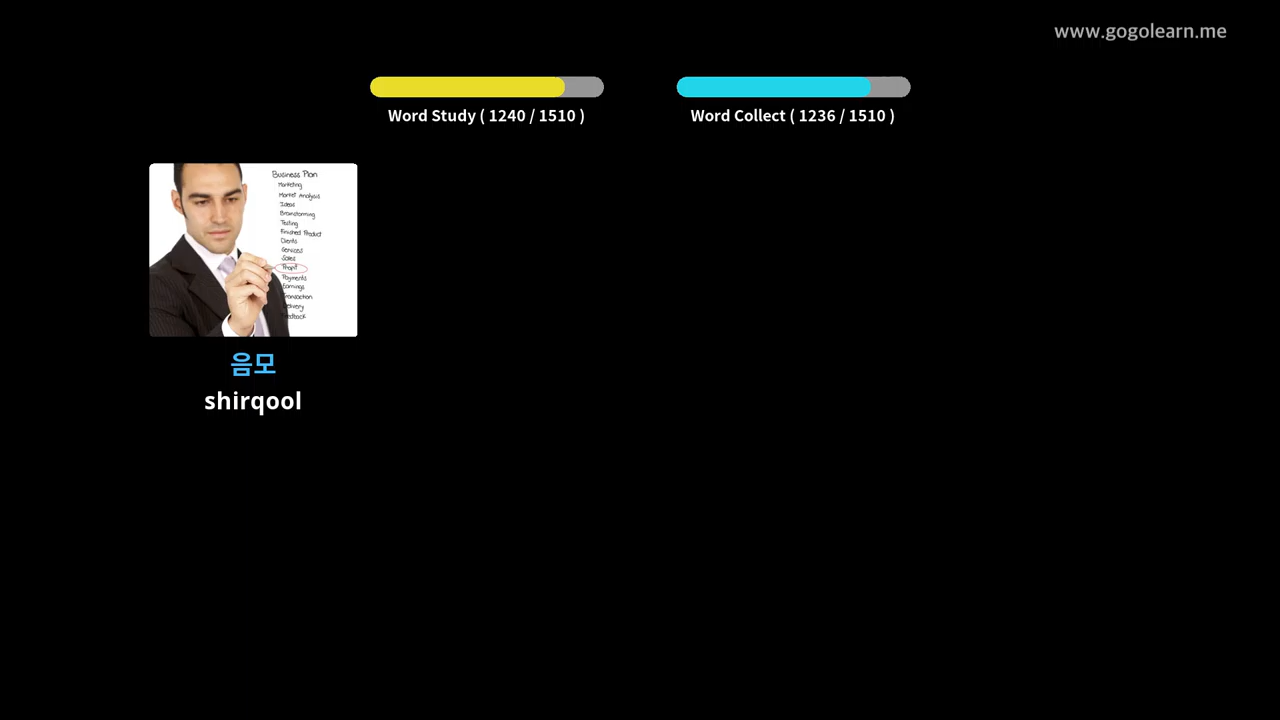 www.gogolearn.me
Word Study ( 1240 / 1510 )
Word Collect ( 1236 / 1510 )
Business Plan
Marketing
Market Analysis
Ideas
Brainstorming
Testing
Finished Product
Clients
Services
Sales
Profit
Payments
Earnings
Transaction
Delivery
Feedback
음모
shirqool